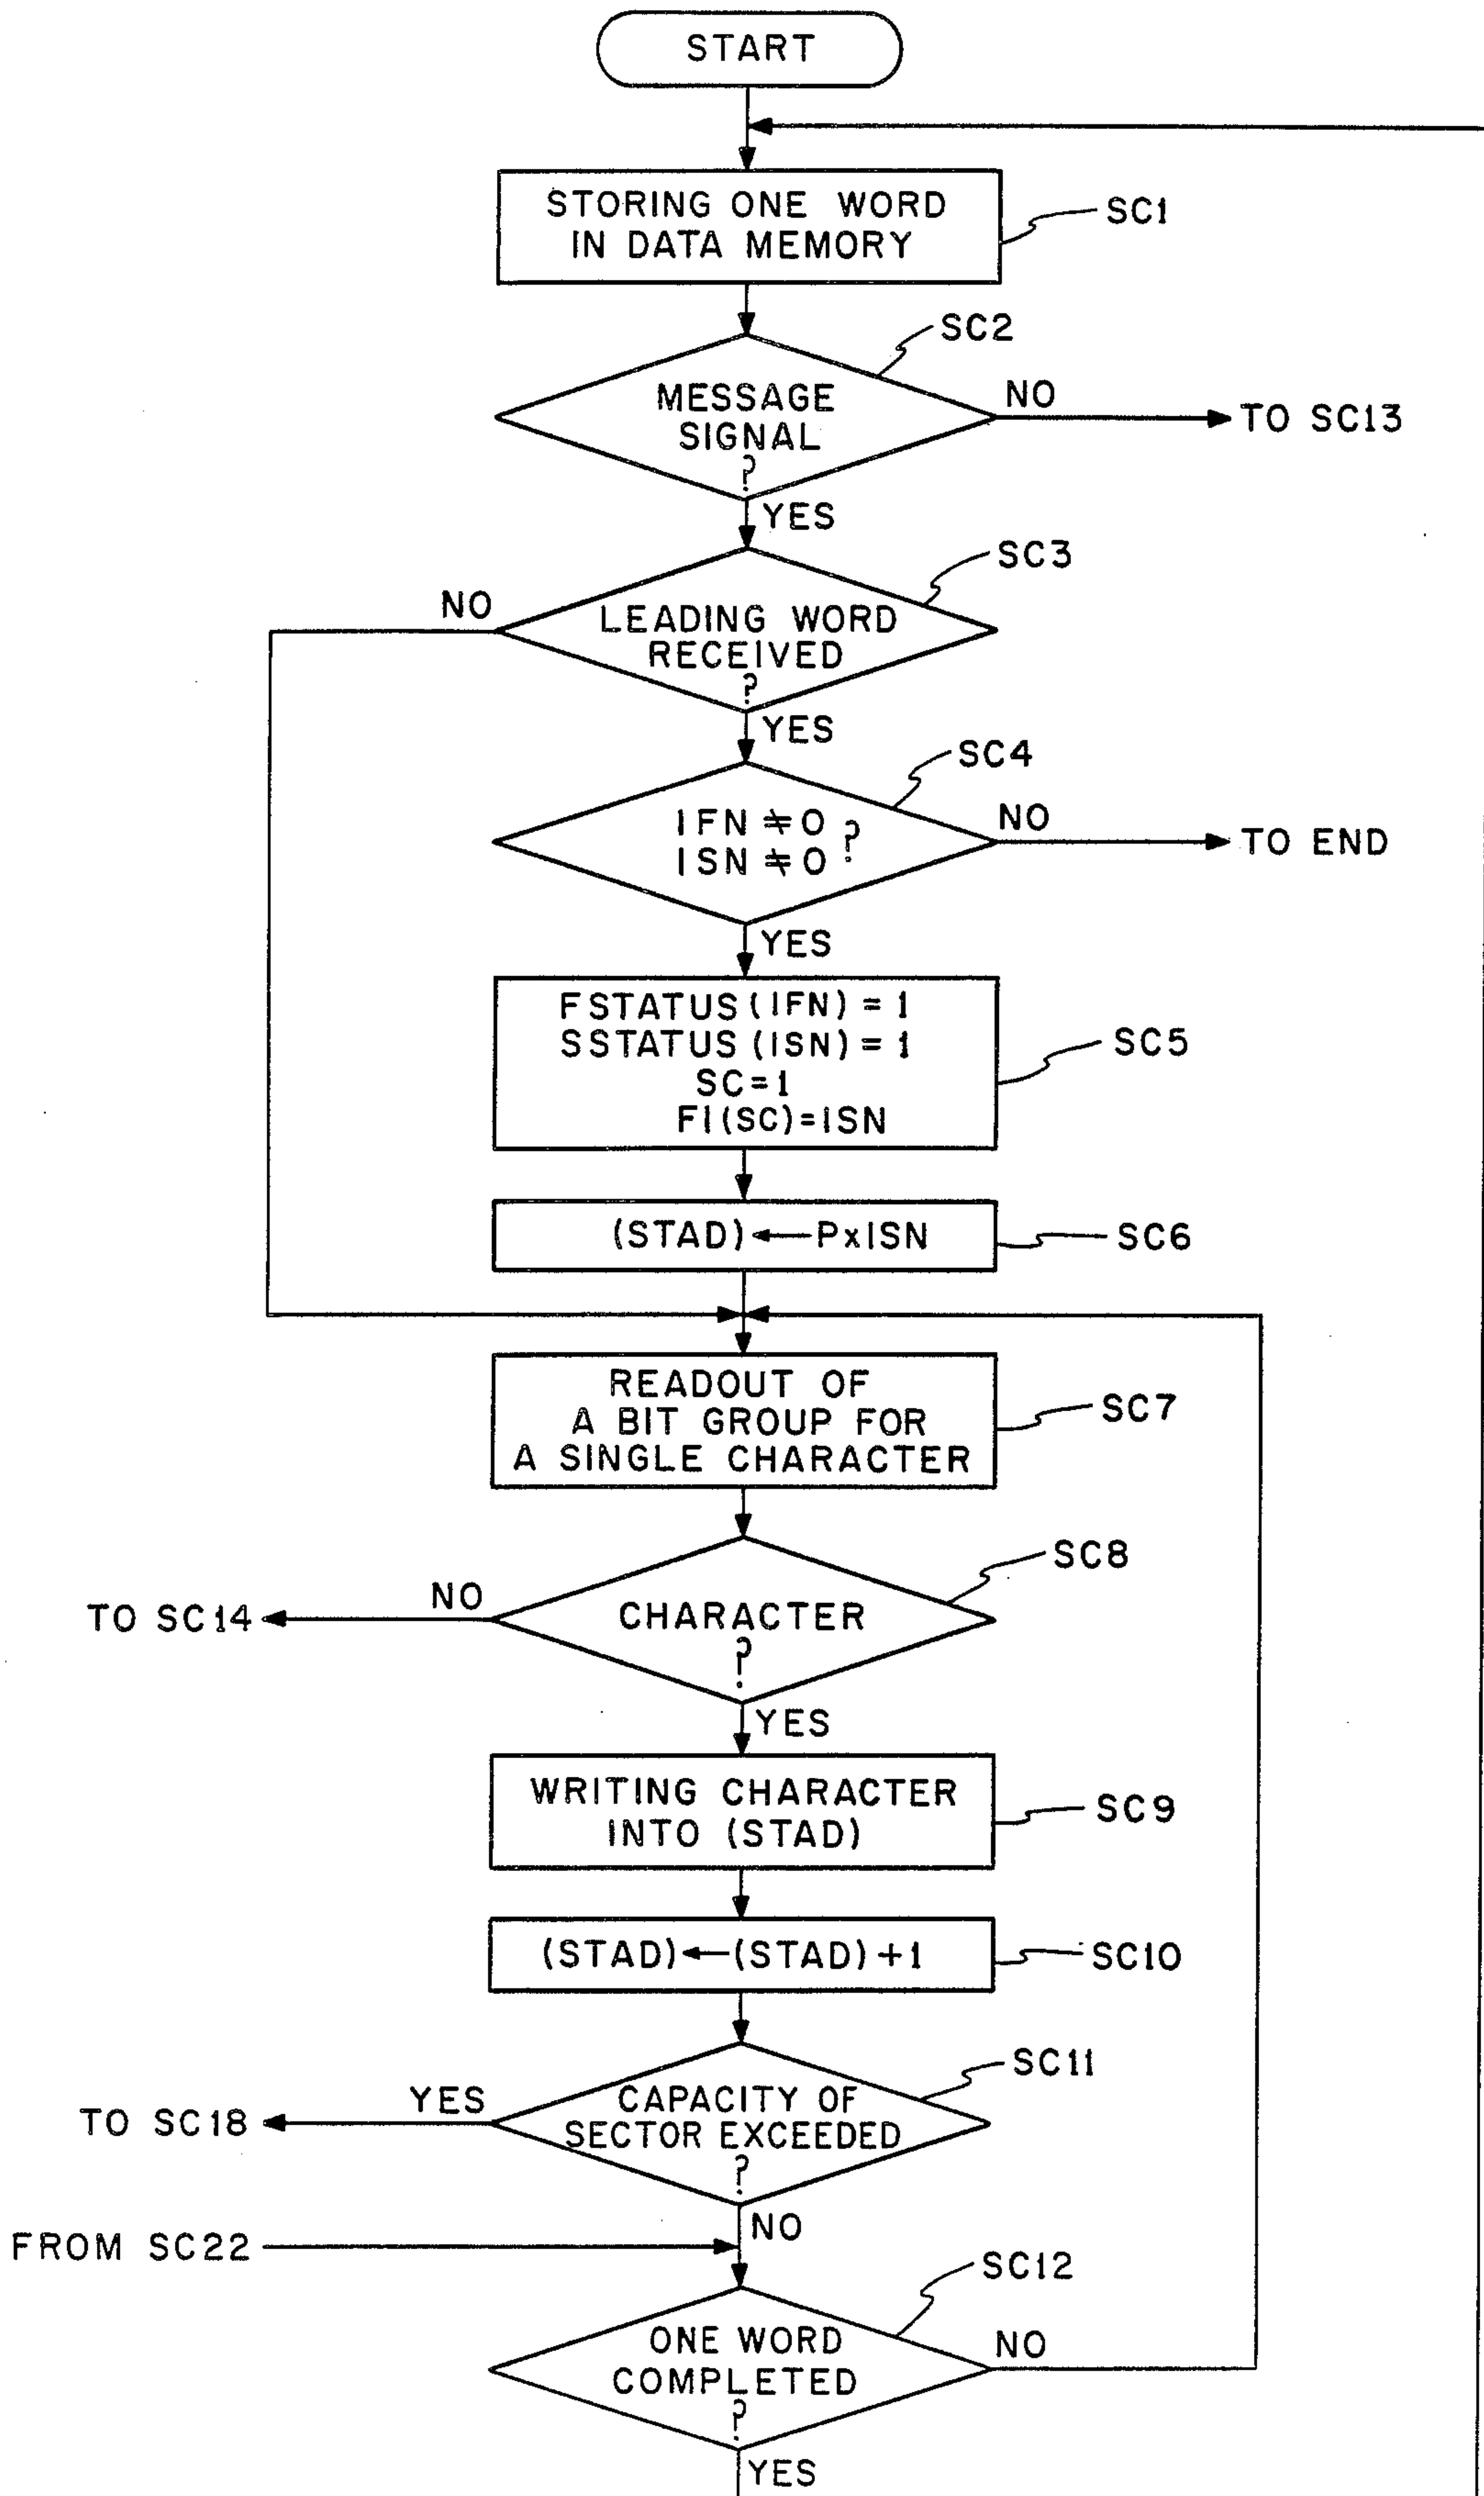 START
STORING ONE WORD
IN DATA MEMORY
SC1
SC2
MESSAGE
SIGNAL
?
NO
TO SC13
YES
SC3
NO
LEADING WORD
RECEIVED
?
YES
SC4
IFN ≠ 0
ISN ≠ 0
?
NO
TO END
YES
FSTATUS (IFN) = 1
SSTATUS (ISN) = 1
SC=1
FI(SC)=ISN
SC5
(STAD)←PxISN
SC6
READOUT OF
A BIT GROUP FOR
A SINGLE CHARACTER
SC7
SC8
TO SC14
NO
CHARACTER
?
YES
WRITING CHARACTER
INTO (STAD)
SC9
(STAD)←(STAD)+1
SC10
SC11
TO SC18
YES
CAPACITY OF
SECTOR EXCEEDED
?
NO
FROM SC22
SC12
ONE WORD
COMPLETED
?
NO
YES